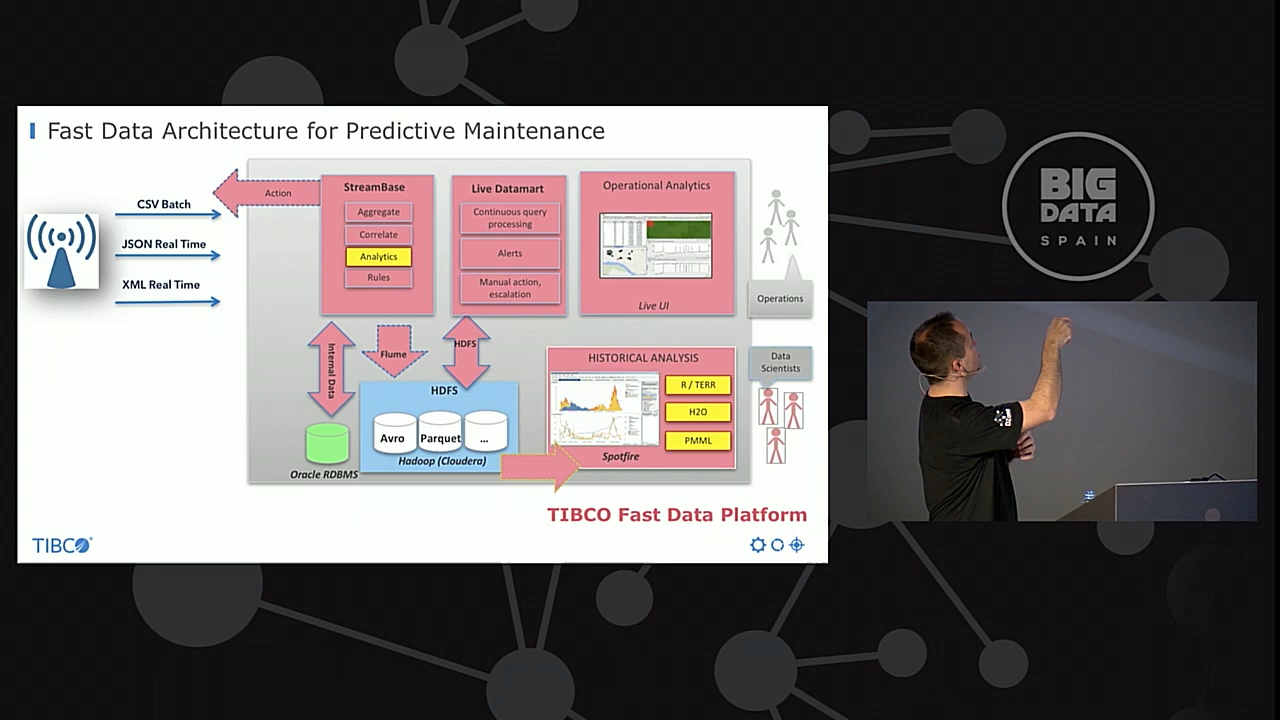 Fast Data Architecture for Predictive Maintenance
CSV Batch
JSON Real Time
XML Real Time
Action
StreamBase
Aggregate
Correlate
Analytics
Rules
Live Datamart
Continuous query
processing
Alerts
Manual action,
escalation
Operational Analytics
Live UI
Operations
Internal Data
Flume
HDFS
HDFS
Avro
Parquet
...
Hadoop (Cloudera)
Oracle RDBMS
HISTORICAL ANALYSIS
R / TERR
H2O
PMML
Spotfire
Data
Scientists
TIBCO Fast Data Platform
TIBCO
BIG
DATA
SPAIN